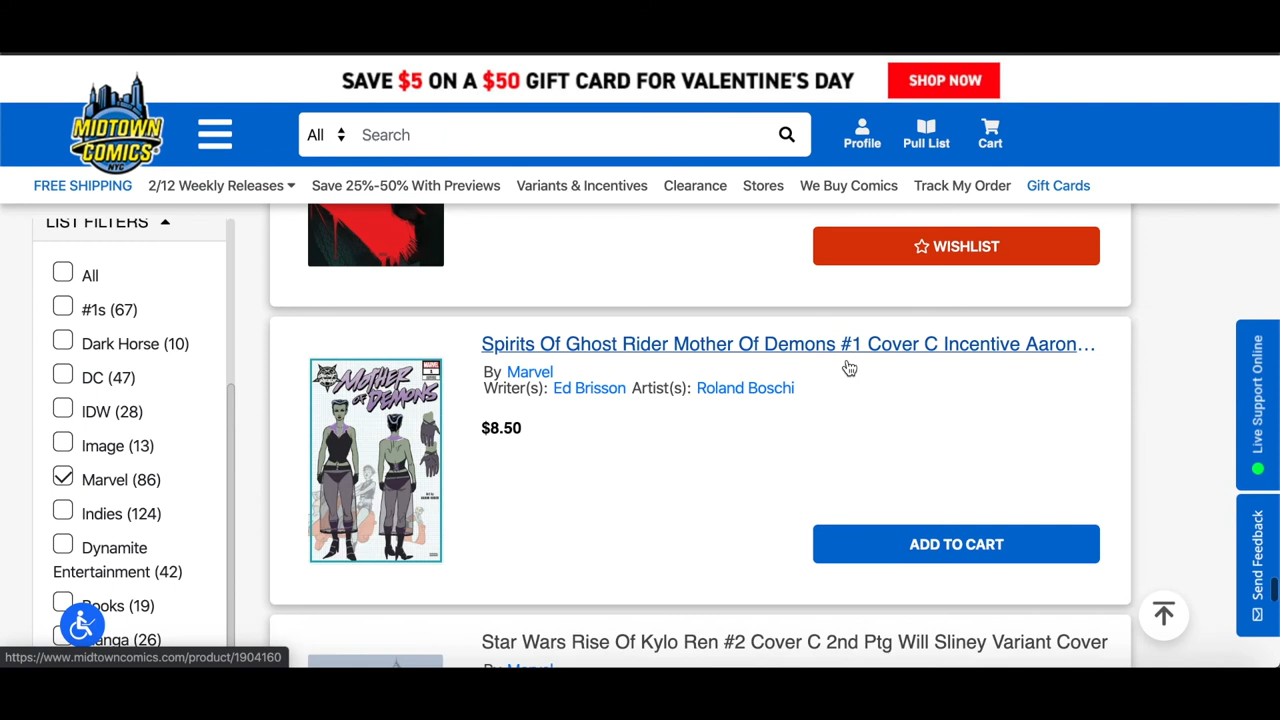 SAVE $5 ON A $50 GIFT CARD FOR VALENTINE'S DAY
SHOP NOW
MIDTOWN
COMICS
NYC
All
Search
Profile
Pull List
Cart
FREE SHIPPING
2/12 Weekly Releases
Save 25%-50% With Previews
Variants & Incentives
Clearance
Stores
We Buy Comics
Track My Order
Gift Cards
LIST FILTERS
All
#1s (67)
Dark Horse (10)
DC (47)
IDW (28)
Image (13)
Marvel (86)
Indies (124)
Dynamite
Entertainment (42)
Books (19)
anga (26)
WISHLIST
Spirits Of Ghost Rider Mother Of Demons #1 Cover C Incentive Aaron...
By Marvel
Writer(s): Ed Brisson Artist(s): Roland Boschi
$8.50
MARVEL
1
MOTHER
OF DEMONS
ADD TO CART
Star Wars Rise Of Kylo Ren #2 Cover C 2nd Ptg Will Sliney Variant Cover
By Marvel
Live Support Online
Send Feedback
https://www.midtowncomics.com/product/1904160